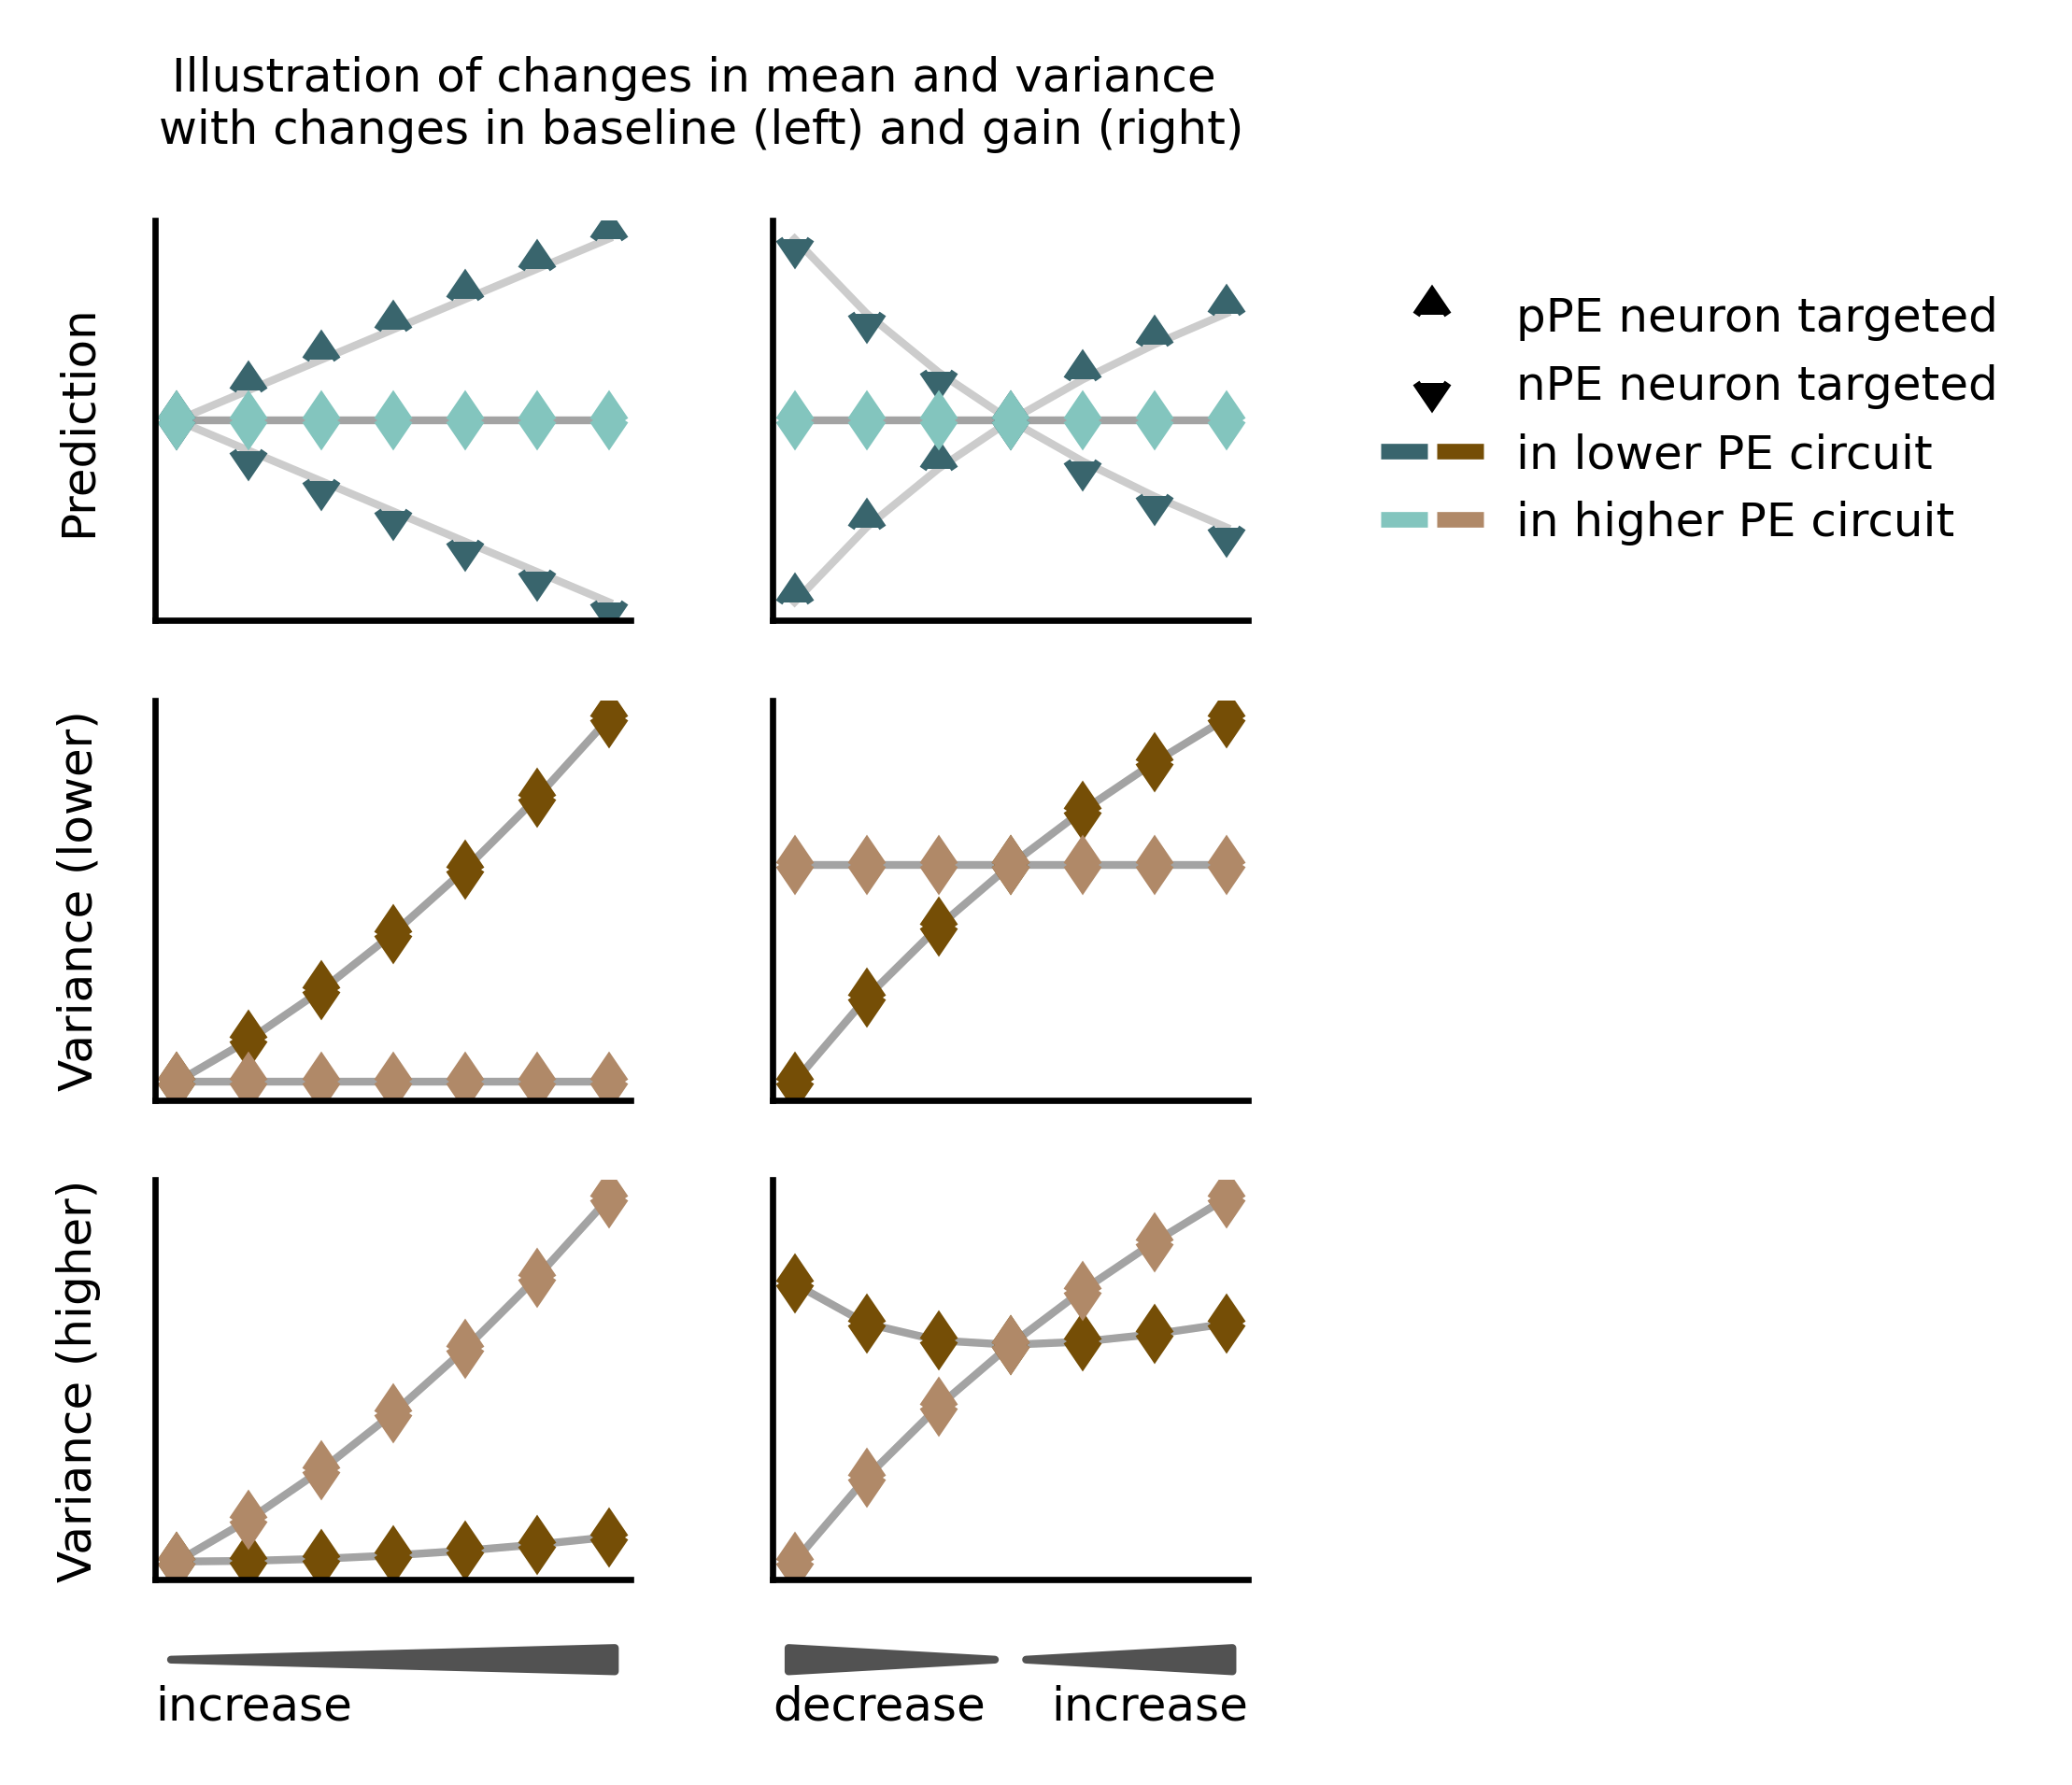 Illustration of changes in mean and variance
with changes in baseline (left) and gain (right)
Prediction
pPE neuron targeted
nPE neuron targeted
in lower PE circuit
in higher PE circuit
Variance (lower)
Variance (higher)
increase
decrease
increase